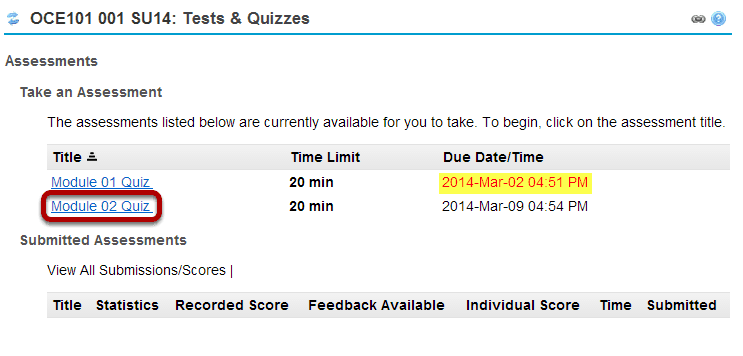 OCE101 001 SU14: Tests & Quizzes
Assessments
Take an Assessment
The assessments listed below are currently available for you to take. To begin, click on the assessment title.
Title Time Limit Due Date/Time
Module 01 Quiz 20 min 2014-Mar-02 04:51 PM
Module 02 Quiz 20 min 2014-Mar-09 04:54 PM
Submitted Assessments
View All Submissions/Scores |
Title Statistics Recorded Score Feedback Available Individual Score Time Submitted